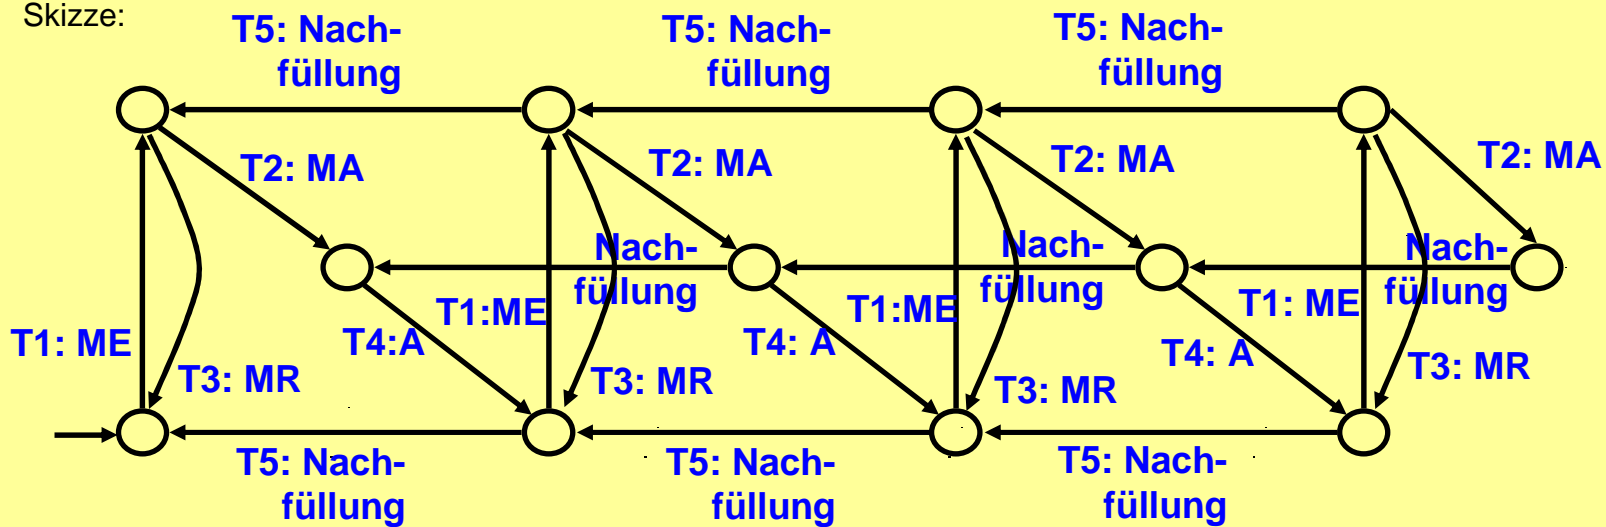 Skizze:
T5: Nach-
füllung
T5: Nach-
füllung
T5: Nach-
füllung
T2: MA
T2: MA
T2: MA
T2: MA
Nach-
füllung
Nach-
füllung
Nach-
füllung
T1: ME
T4:A
T1:ME
T4: A
T1:ME
T4: A
T1: ME
T3: MR
T3: MR
T3: MR
T3: MR
T5: Nach-
füllung
T5: Nach-
füllung
T5: Nach-
füllung